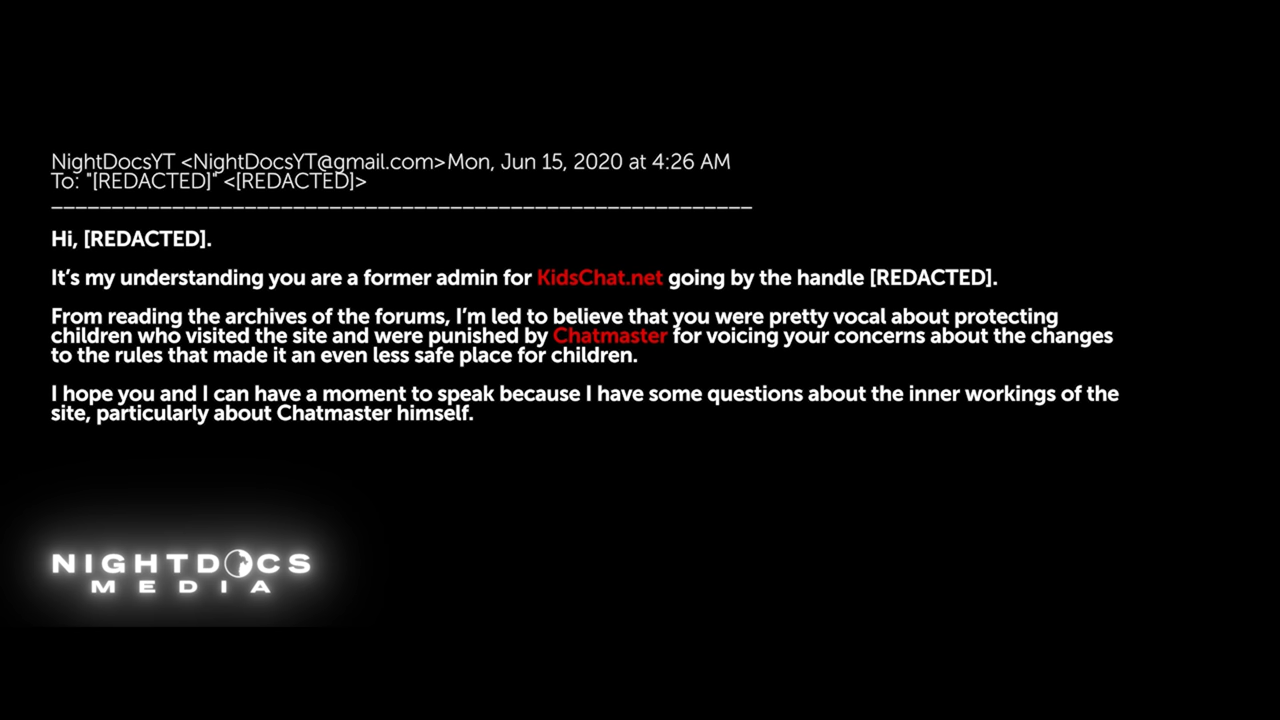 NightDocsYT <NightDocsYT@gmail.com>Mon, Jun 15, 2020 at 4:26 AM
To: "[REDACTED]" <[REDACTED]>
___________________________________________________________
Hi, [REDACTED].
It's my understanding you are a former admin for KidsChat.net going by the handle [REDACTED].
From reading the archives of the forums, I'm led to believe that you were pretty vocal about protecting
children who visited the site and were punished by Chatmaster for voicing your concerns about the changes
to the rules that made it an even less safe place for children.
I hope you and I can have a moment to speak because I have some questions about the inner workings of the
site, particularly about Chatmaster himself.
NIGHTDOCS
MEDIA